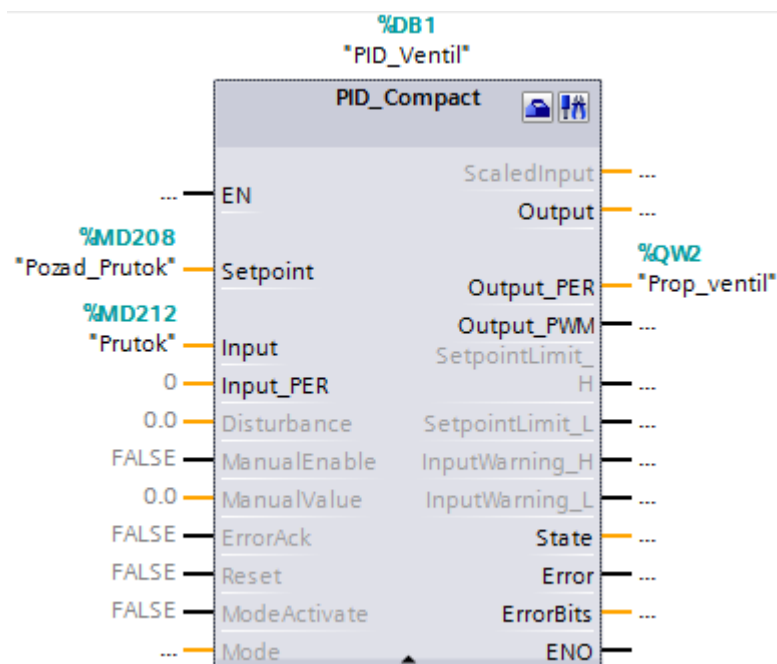 %DB1
"PID_Ventil"
PID_Compact
ScaledInput ...
... EN
Output ...
%MD208
"Pozad_Prutok" Setpoint
%QW2
Output_PER "Prop_ventil"
%MD212
"Prutok" Input
Output_PWM ...
SetpointLimit_
H ...
0 Input_PER
0.0 Disturbance SetpointLimit_L ...
FALSE ManualEnable InputWarning_H ...
0.0 ManualValue InputWarning_L ...
FALSE ErrorAck State ...
FALSE Reset Error ...
FALSE ModeActivate ErrorBits ...
... Mode ENO